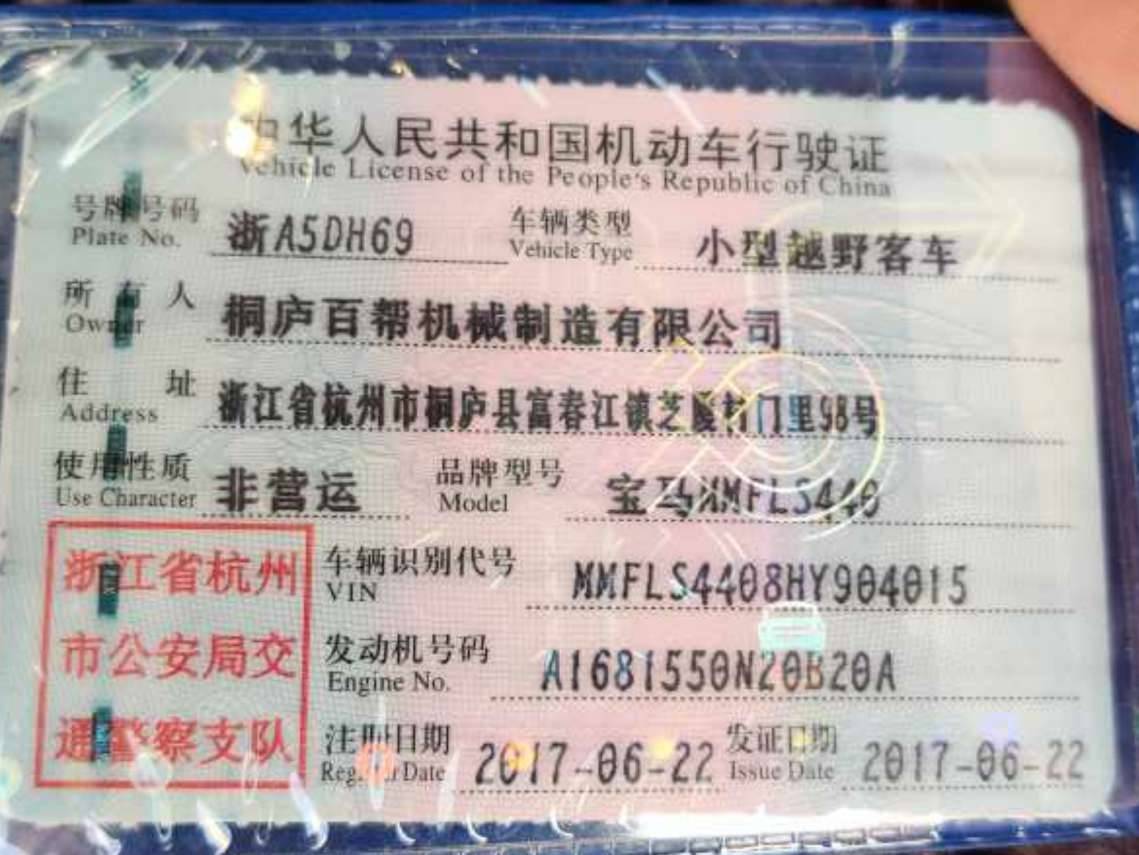 中华人民共和国机动车行驶证
Vehicle License of the People's Republic of China
号牌号码 浙A5DH69 车辆类型 小型越野客车
Plate No. Vehicle Type
所有人 桐庐百帮机械制造有限公司
Owner
住址 浙江省杭州市桐庐县富春江镇芝厦村门里98号
Address
使用性质 非营运 品牌型号 宝马MMFLS440
Use Character Model
浙江省杭州
市公安局交
通警察支队
车辆识别代号 MMFLS4408HY904015
VIN
发动机号码 A1681550N20B20A
Engine No.
注册日期 2017-06-22 发证日期 2017-06-22
Register Date Issue Date